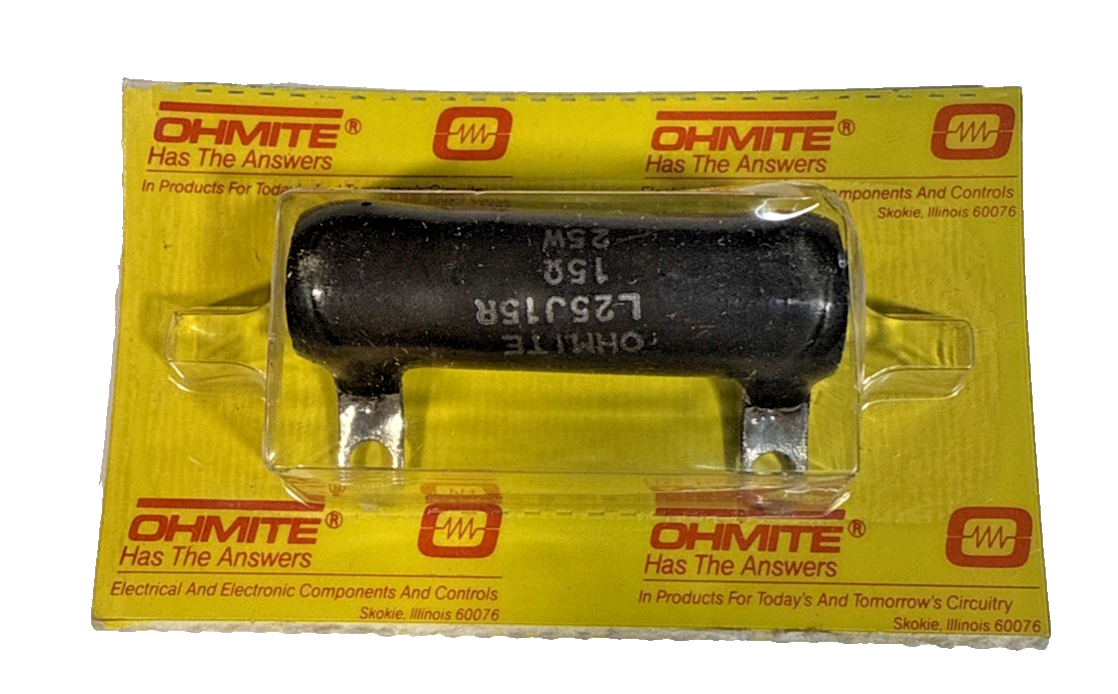 OHMITE®
Has The Answers
In Products For Today's And Tomorrow's Circuitry
OHMITE®
Has The Answers
Components And Controls
Skokie, Illinois 60076
OHMITE
L25J15R
15Ω
25W
OHMITE®
Has The Answers
Electrical And Electronic Components And Controls
Skokie, Illinois 60076
OHMITE®
Has The Answers
In Products For Today's And Tomorrow's Circuitry
Skokie, Illinois 60076